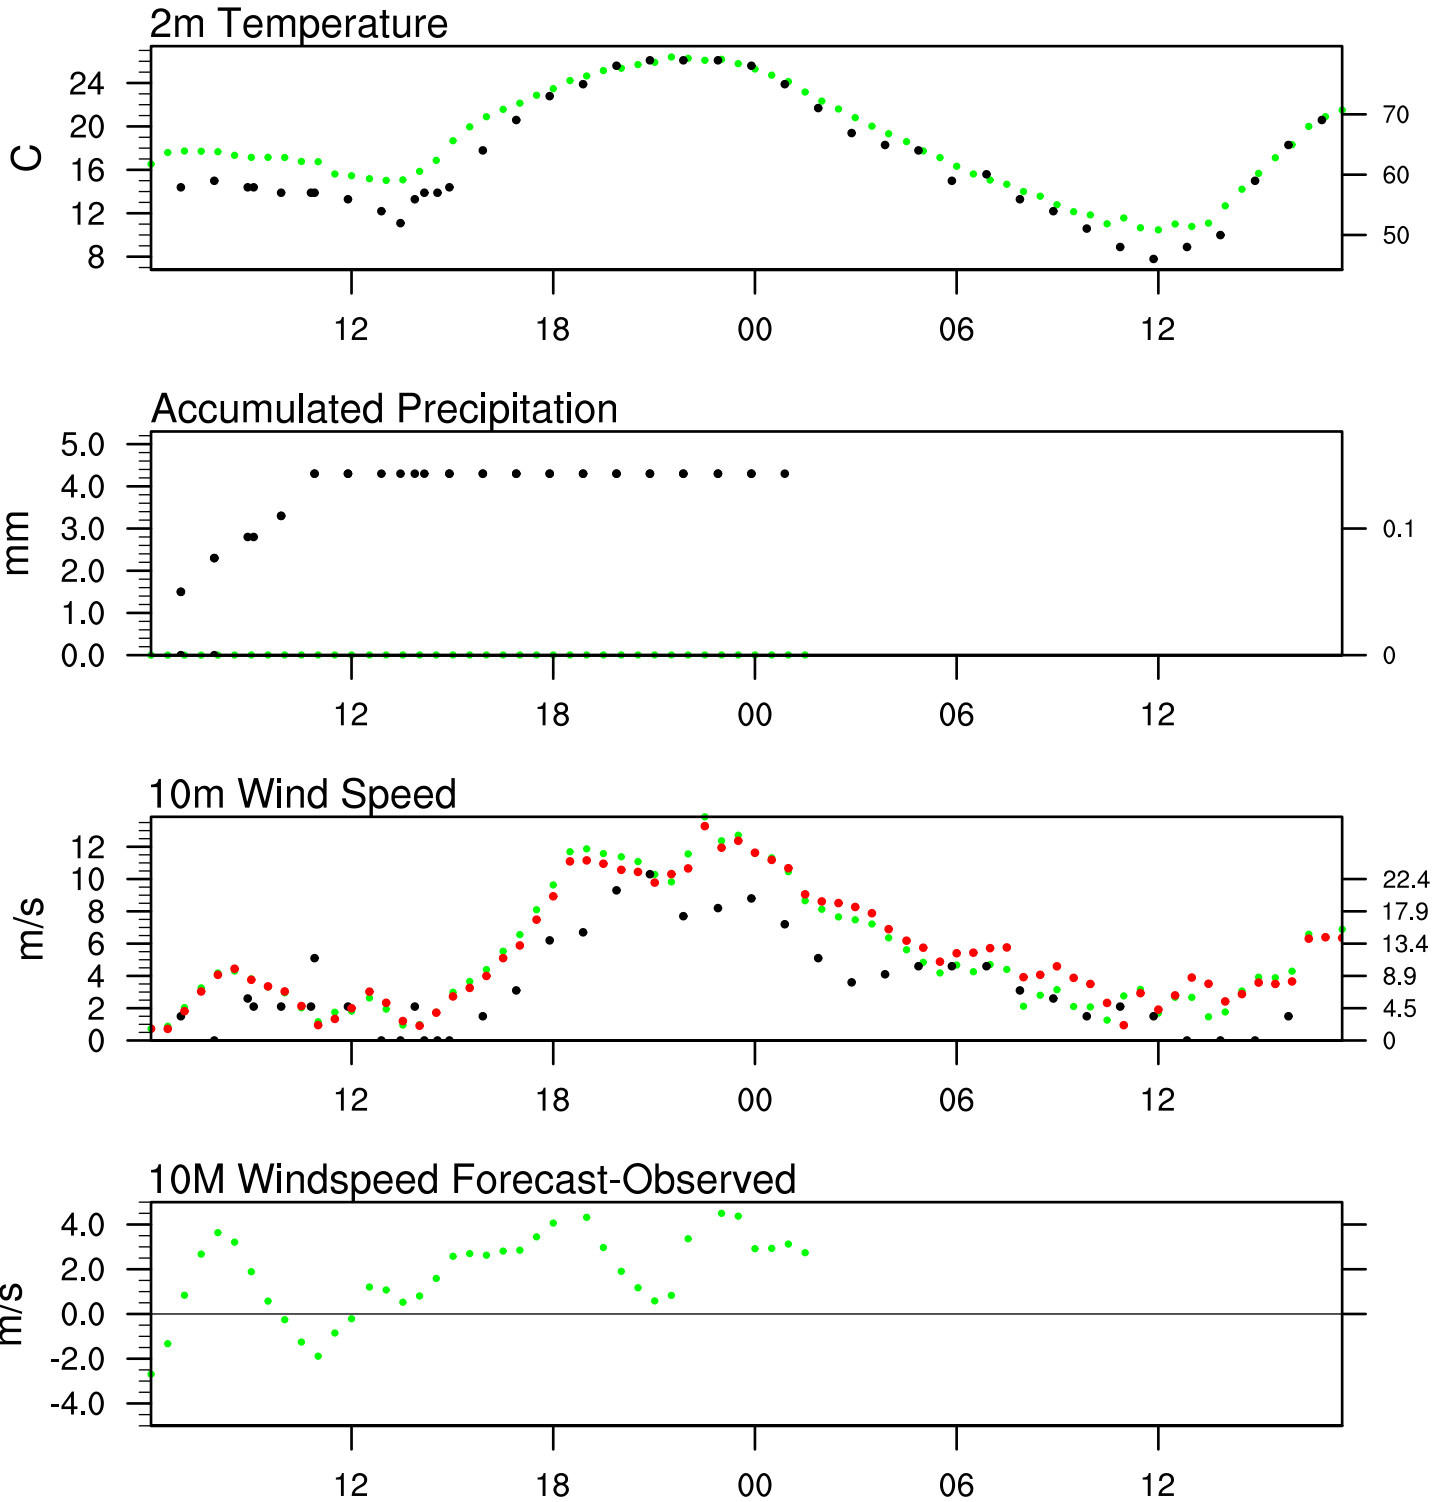 2m Temperature
24
20
16
12
8
C
70
60
50
12 18 00 06 12
Accumulated Precipitation
5.0
4.0
3.0
2.0
1.0
0.0
mm
0.1
0
12 18 00 06 12
10m Wind Speed
12
10
8
6
4
2
0
m/s
22.4
17.9
13.4
8.9
4.5
0
12 18 00 06 12
10M Windspeed Forecast-Observed
4.0
2.0
0.0
-2.0
-4.0
m/s
12 18 00 06 12